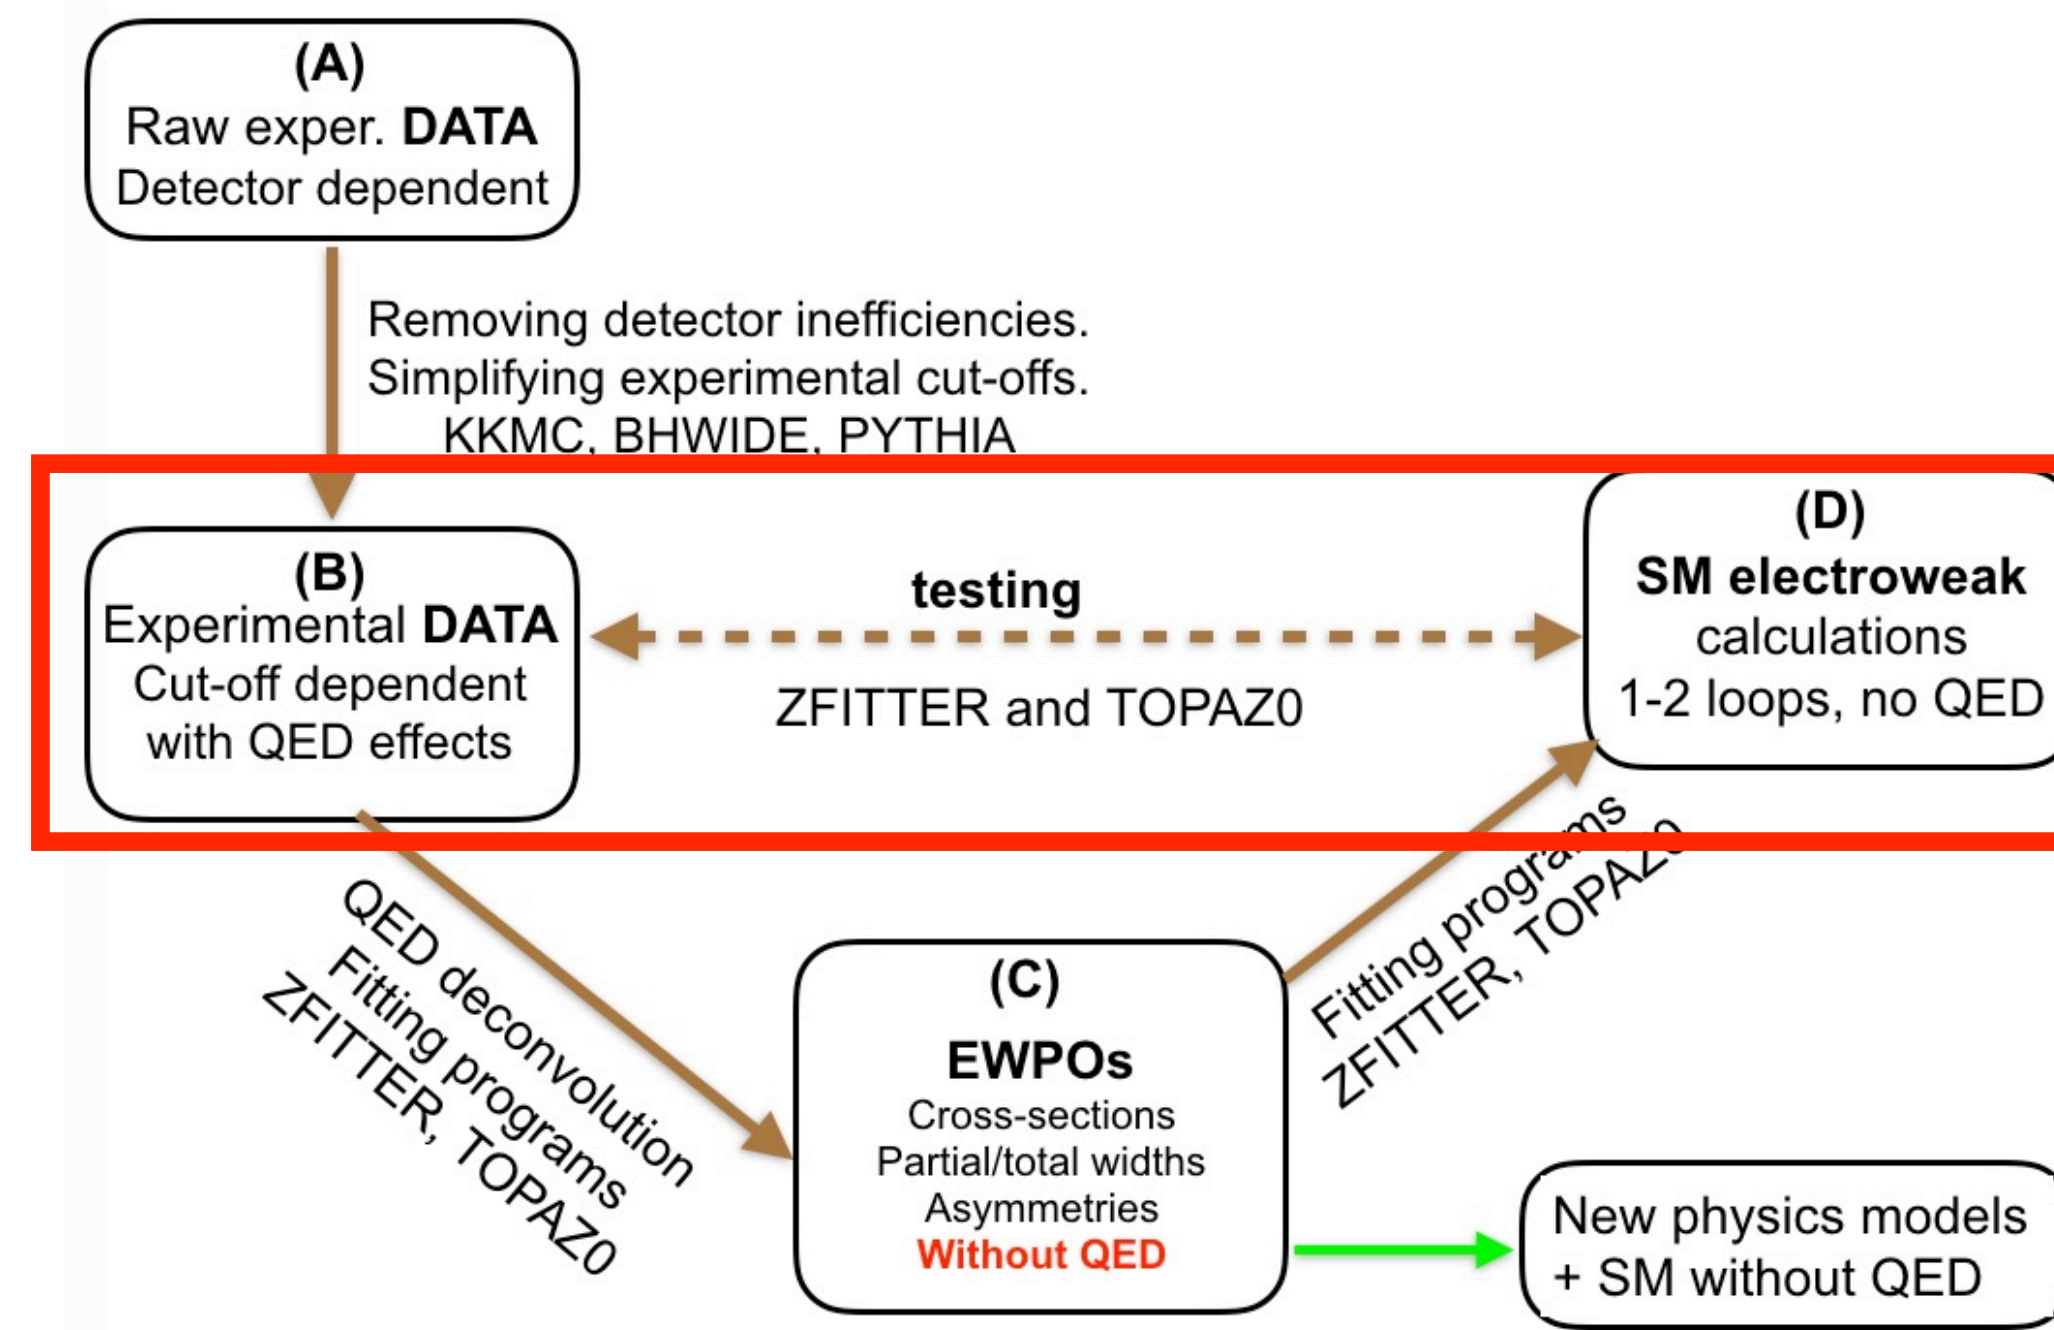 (A)
Raw exper. DATA
Detector dependent
Removing detector inefficiencies.
Simplifying experimental cut-offs.
KKMC, BHWIDE, PYTHIA
(B)
Experimental DATA
Cut-off dependent
with QED effects
testing
ZFITTER and TOPAZ0
(D)
SM electroweak
calculations
1-2 loops, no QED
QED deconvolution
Fitting programs
ZFITTER, TOPAZ0
(C)
EWPOs
Cross-sections
Partial/total widths
Asymmetries
Without QED
Fitting programs
ZFITTER, TOPAZ0
New physics models
+ SM without QED